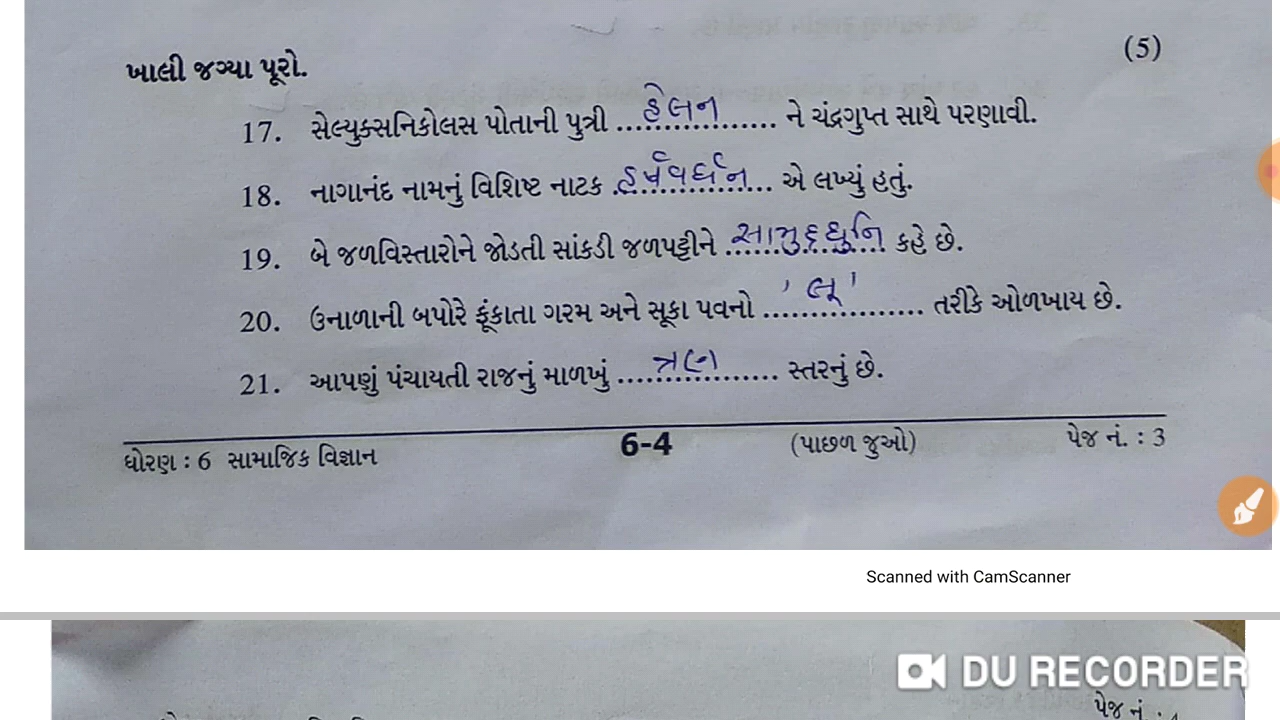 ખાલી જગ્યા પૂરો. (5)
17. સેલ્યુક્સનિકોલસ પોતાની પુત્રી હેલન ને ચંદ્રગુપ્ત સાથે પરણાવી.
18. નાગાનંદ નામનું વિશિષ્ટ નાટક હર્ષવર્ધન એ લખ્યું હતું.
19. બે જળવિસ્તારોને જોડતી સાંકડી જળપટ્ટીને સામુદ્રધુનિ કહે છે.
20. ઉનાળાની બપોરે ફૂંકાતા ગરમ અને સૂકા પવનો 'લૂ' તરીકે ઓળખાય છે.
21. આપણું પંચાયતી રાજનું માળખું ત્રણ સ્તરનું છે.
ધોરણ : 6 સામાજિક વિજ્ઞાન 6-4 (પાછળ જુઓ) પેજ નં. : 3
Scanned with CamScanner
DU RECORDER
પેજ નં.